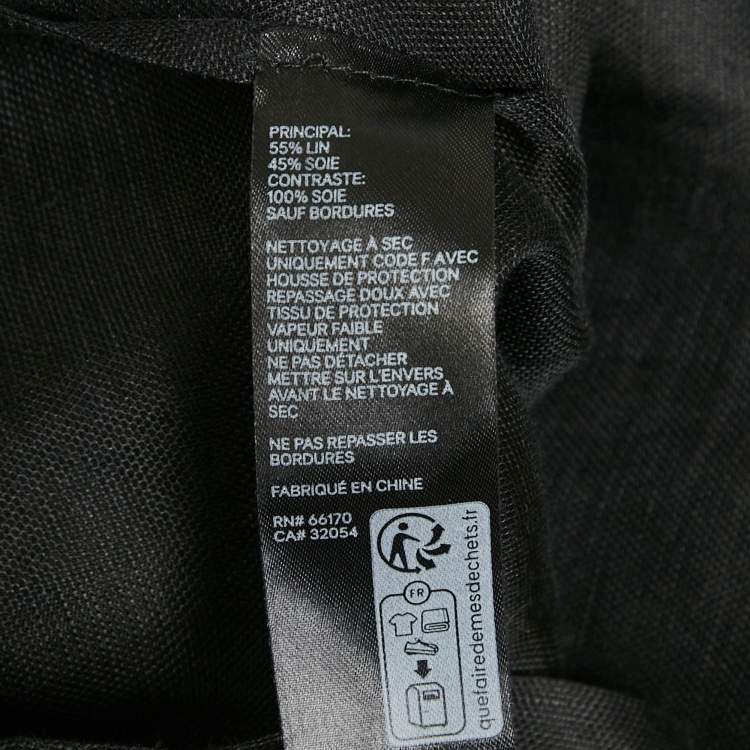 PRINCIPAL:
55% LIN
45% SOIE
CONTRASTE:
100% SOIE
SAUF BORDURES
NETTOYAGE À SEC
UNIQUEMENT CODE F AVEC
HOUSSE DE PROTECTION
REPASSAGE DOUX AVEC
TISSU DE PROTECTION
VAPEUR FAIBLE
UNIQUEMENT
NE PAS DÉTACHER
METTRE SUR L'ENVERS
AVANT LE NETTOYAGE À
SEC
NE PAS REPASSER LES
BORDURES
FABRIQUÉ EN CHINE
RN# 66170
CA# 32054
FR
quefairedemesdechets.fr